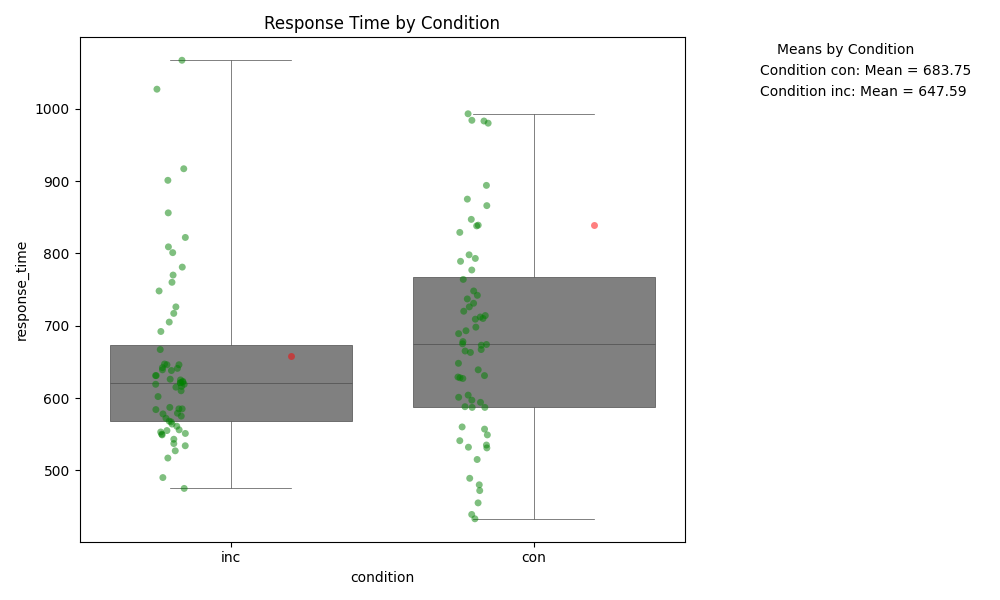 Response Time by Condition
Means by Condition
Condition con: Mean = 683.75
Condition inc: Mean = 647.59
response_time
1000
900
800
700
600
500
inc con
condition